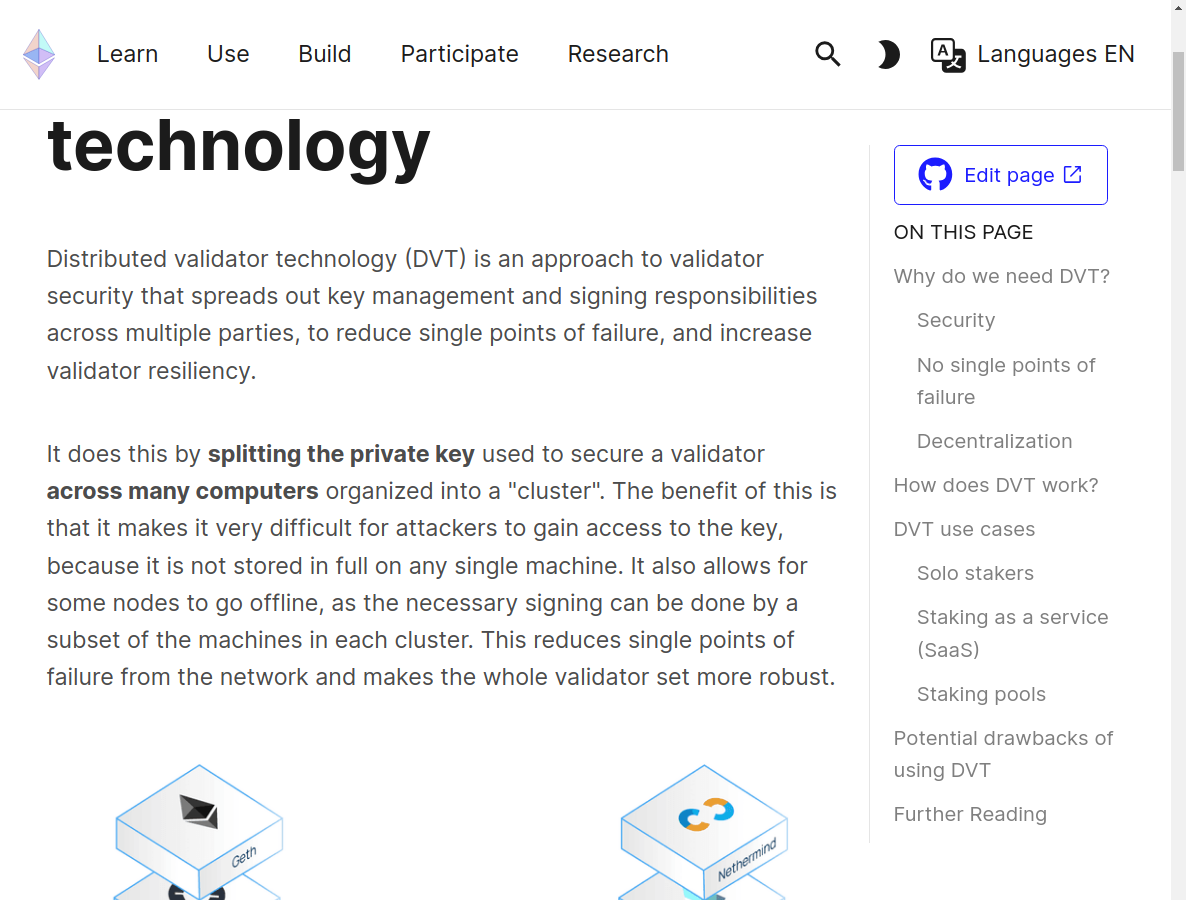 Learn Use Build Participate Research Languages EN
technology
Distributed validator technology (DVT) is an approach to validator
security that spreads out key management and signing responsibilities
across multiple parties, to reduce single points of failure, and increase
validator resiliency.
It does this by splitting the private key used to secure a validator
across many computers organized into a "cluster". The benefit of this is
that it makes it very difficult for attackers to gain access to the key,
because it is not stored in full on any single machine. It also allows for
some nodes to go offline, as the necessary signing can be done by a
subset of the machines in each cluster. This reduces single points of
failure from the network and makes the whole validator set more robust.
Geth
Nethermind
Edit page
ON THIS PAGE
Why do we need DVT?
Security
No single points of
failure
Decentralization
How does DVT work?
DVT use cases
Solo stakers
Staking as a service
(SaaS)
Staking pools
Potential drawbacks of
using DVT
Further Reading